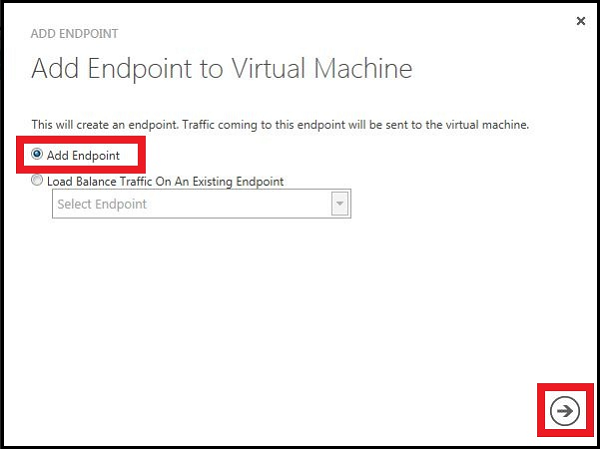 ADD ENDPOINT
Add Endpoint to Virtual Machine
This will create an endpoint. Traffic coming to this endpoint will be sent to the virtual machine.
Add Endpoint
Load Balance Traffic On An Existing Endpoint
Select Endpoint